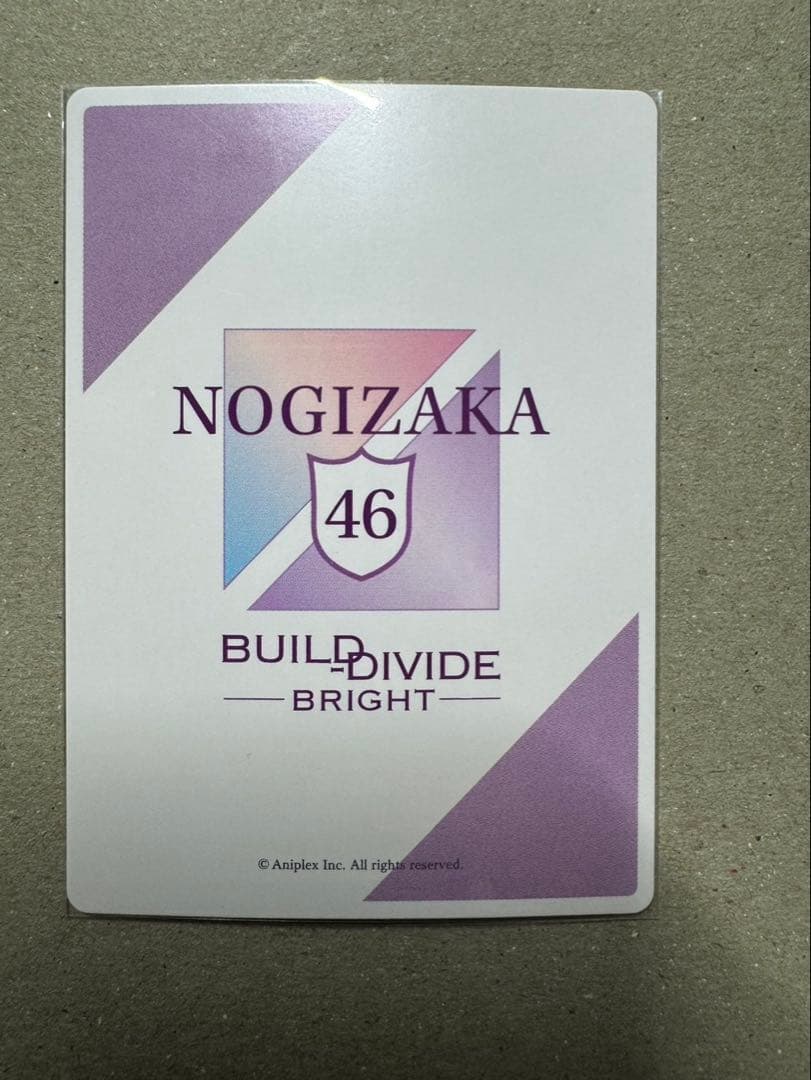 NOGIZAKA
46
BUILD-DIVIDE
BRIGHT
© Aniplex Inc. All rights reserved.